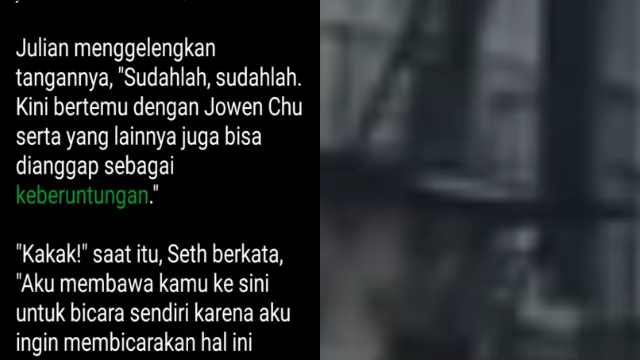 Julian menggelengkan
tangannya, "Sudahlah, sudahlah.
Kini bertemu dengan Jowen Chu
serta yang lainnya juga bisa
dianggap sebagai
keberuntungan."
"Kakak!" saat itu, Seth berkata,
"Aku membawa kamu ke sini
untuk bicara sendiri karena aku
ingin membicarakan hal ini